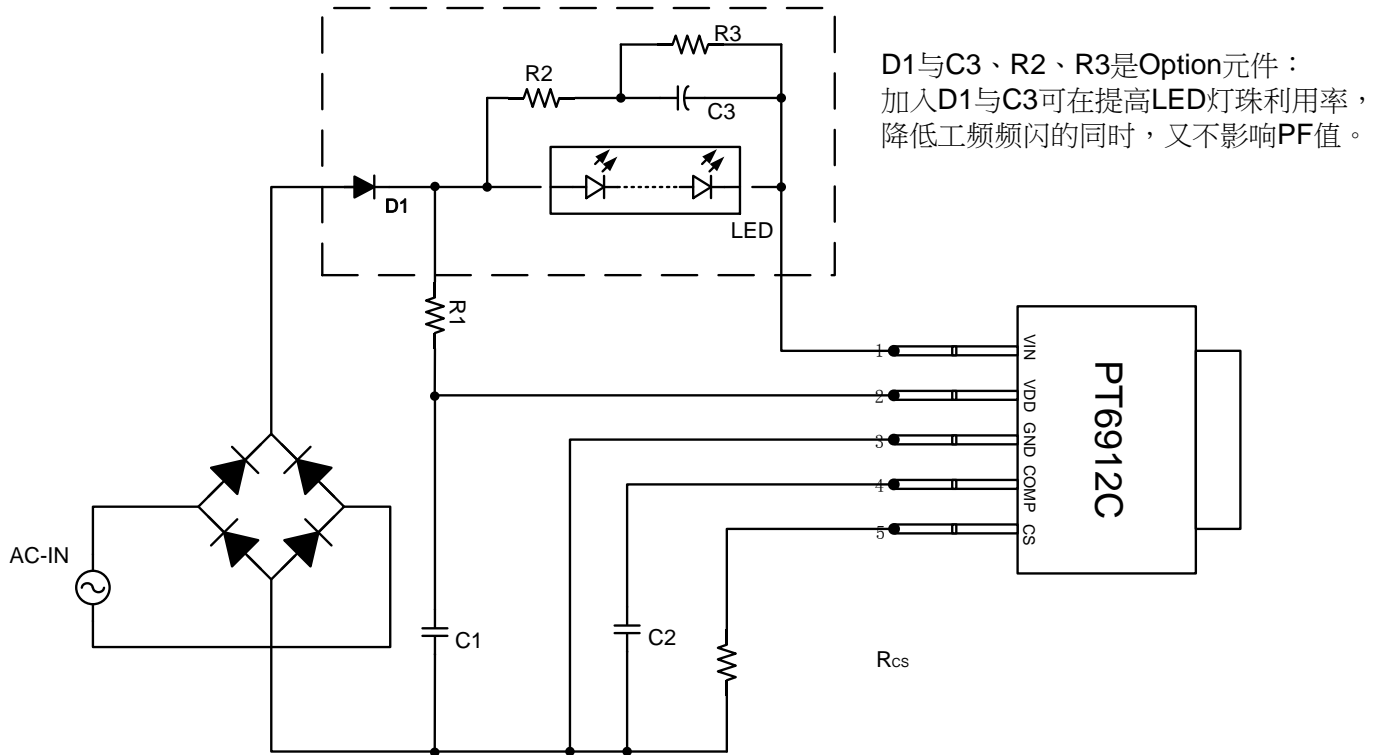 R3
R2
C3
D1与C3、R2、R3是Option元件：
加入D1与C3可在提高LED灯珠利用率，
降低工频频闪的同时，又不影响PF值。
D1
LED
R1
1
VIN
2
VDD
3
GND
4
COMP
5
CS
PT6912C
AC-IN
C1
C2
Rcs